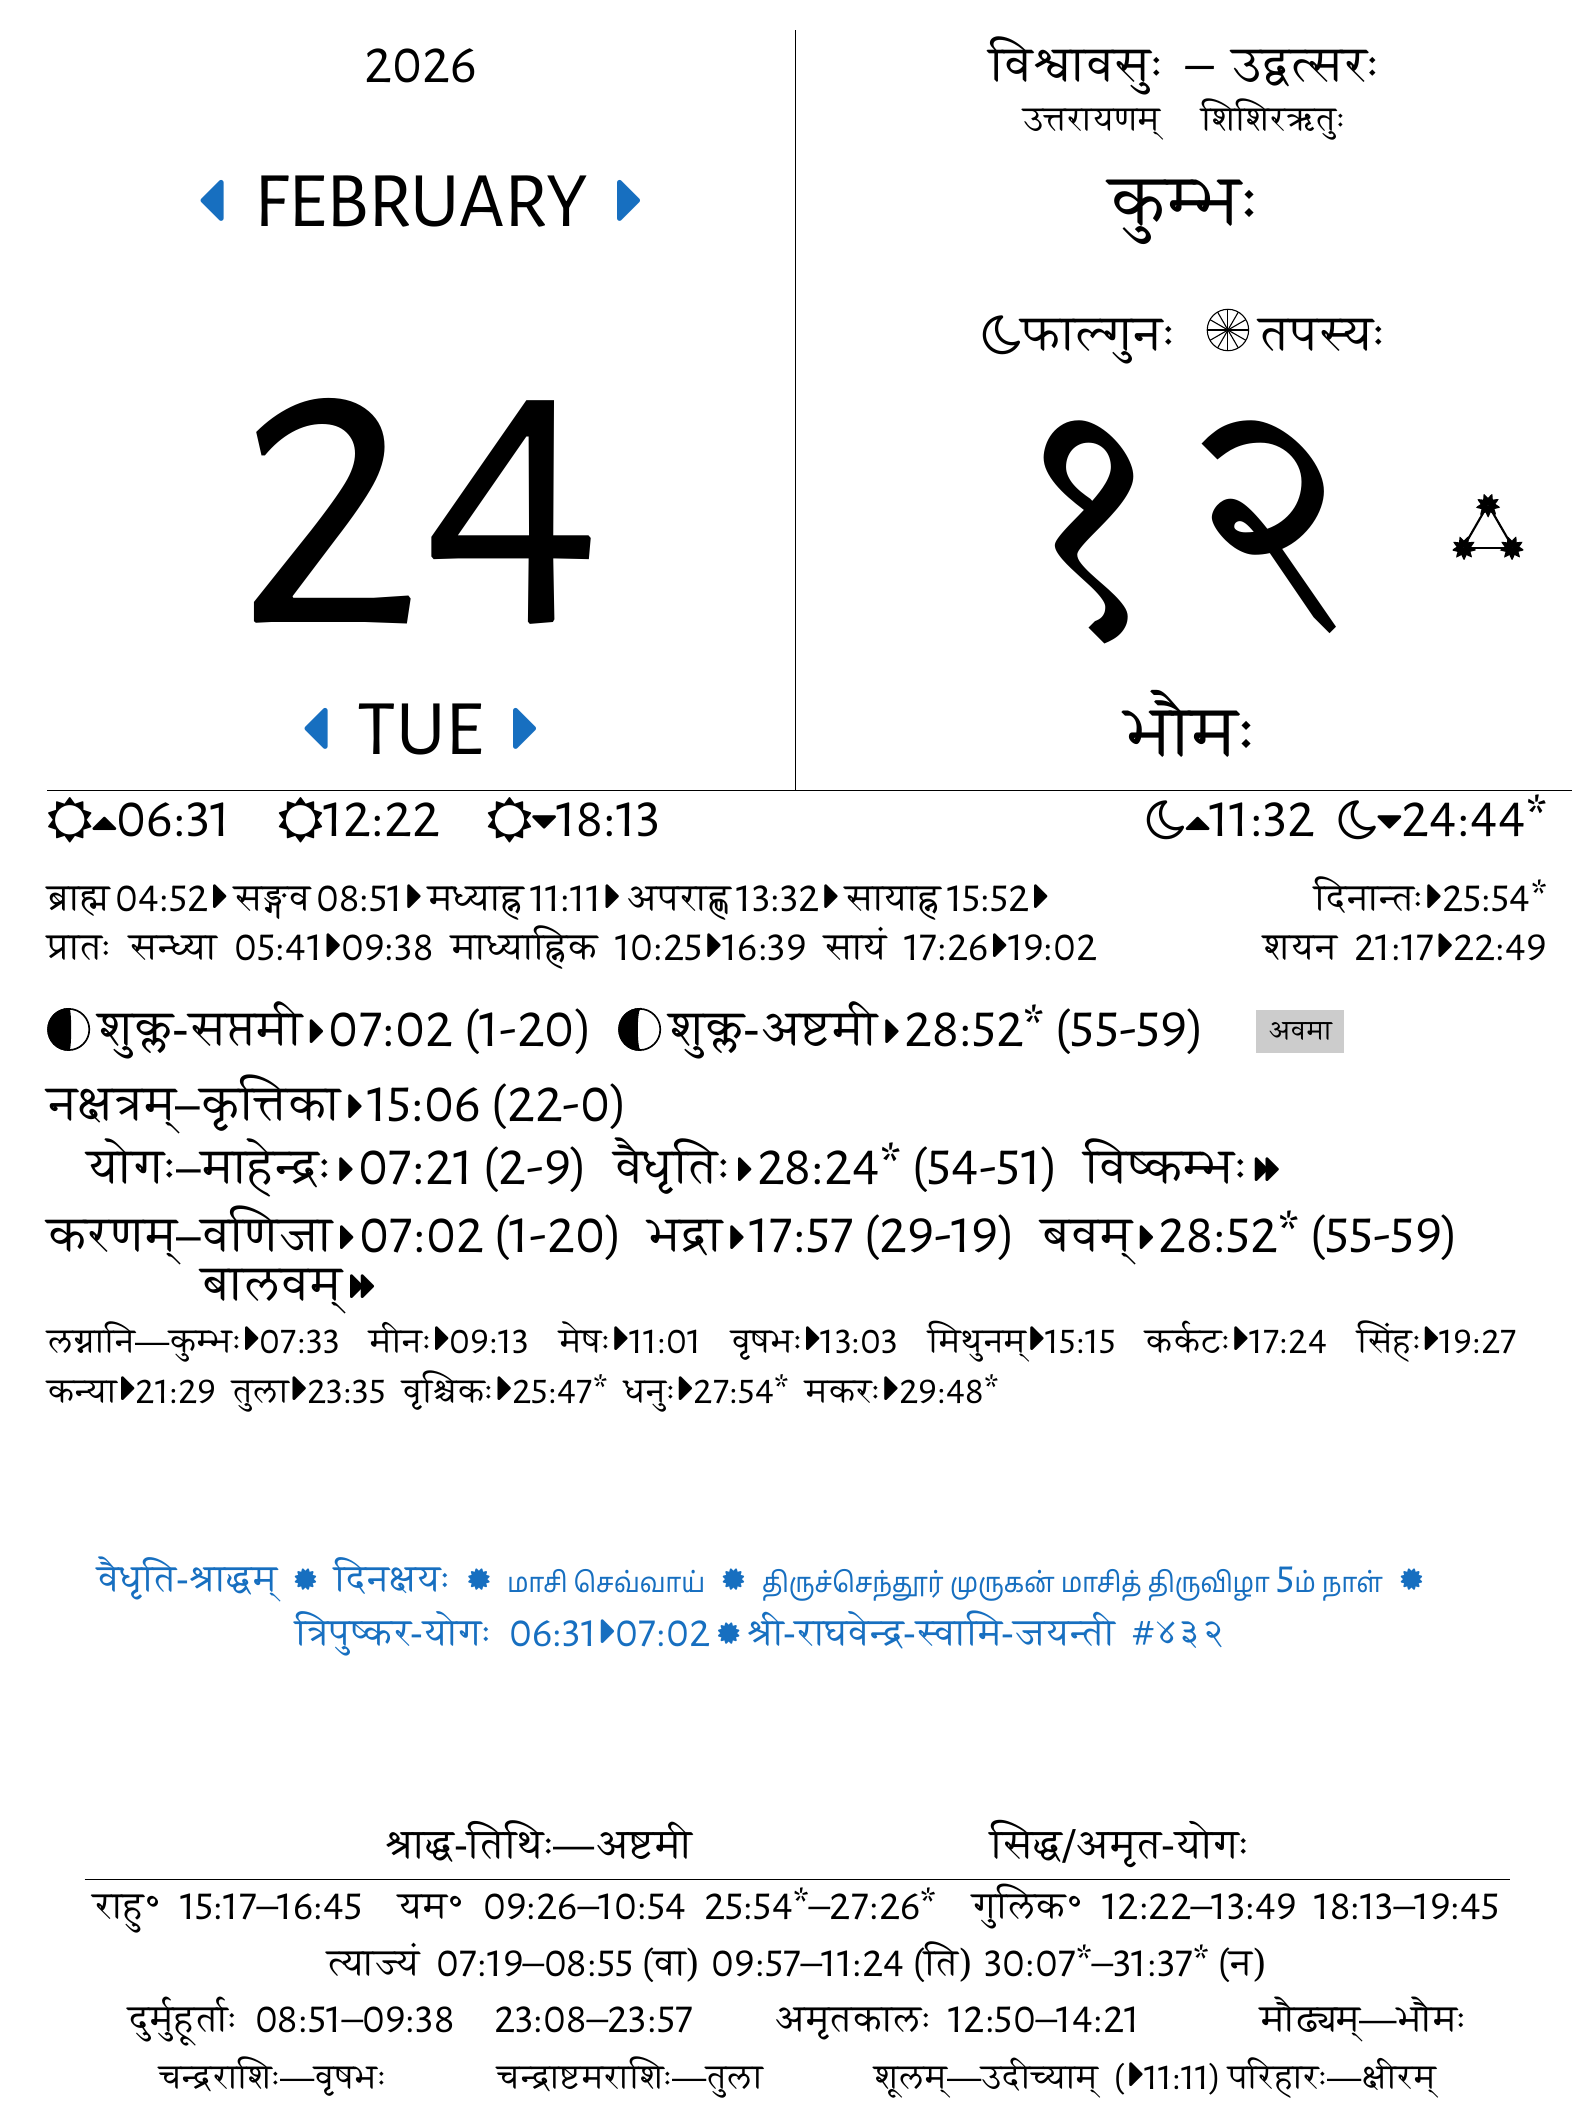 2026
FEBRUARY
24
TUE
विश्वावसुः – उद्वत्सरः
उत्तरायणम् शिशिरऋतुः
कुम्भः
फाल्गुनः तपस्यः
१२
भौमः
06:31 12:22 18:13 11:32 24:44*
ब्राह्म 04:52 सङ्गव 08:51 मध्याह्न 11:11 अपराह्ण 13:32 सायाह्न 15:52 दिनान्तः 25:54*
प्रातः सन्ध्या 05:41 09:38 माध्याह्निक 10:25 16:39 सायं 17:26 19:02 शयन 21:17 22:49
शुक्ल-सप्तमी 07:02 (1-20) शुक्ल-अष्टमी 28:52* (55-59) अवमा
नक्षत्रम्–कृत्तिका 15:06 (22-0)
योगः–माहेन्द्रः 07:21 (2-9) वैधृतिः 28:24* (54-51) विष्कम्भः
करणम्–वणिजा 07:02 (1-20) भद्रा 17:57 (29-19) बवम् 28:52* (55-59)
बालवम्
लग्नानि—कुम्भः 07:33 मीनः 09:13 मेषः 11:01 वृषभः 13:03 मिथुनम् 15:15 कर्कटः 17:24 सिंहः 19:27
कन्या 21:29 तुला 23:35 वृश्चिकः 25:47* धनुः 27:54* मकरः 29:48*
वैधृति-श्राद्धम् दिनक्षयः மாசி செவ்வாய் திருச்செந்தூர் முருகன் மாசித் திருவிழா 5ம் நாள்
त्रिपुष्कर-योगः 06:31 07:02 श्री-राघवेन्द्र-स्वामि-जयन्ती #४३२
श्राद्ध-तिथिः—अष्टमी सिद्ध/अमृत-योगः
राहु॰ 15:17–16:45 यम॰ 09:26–10:54 25:54*–27:26* गुलिक॰ 12:22–13:49 18:13–19:45
त्याज्यं 07:19–08:55 (वा) 09:57–11:24 (ति) 30:07*–31:37* (न)
दुर्मुहूर्ताः 08:51–09:38 23:08–23:57 अमृतकालः 12:50–14:21 मौढ्यम्—भौमः
चन्द्रराशिः—वृषभः चन्द्राष्टमराशिः—तुला शूलम्—उदीच्याम् (11:11) परिहारः—क्षीरम्